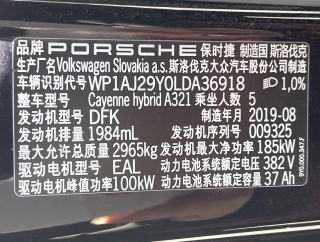 品牌 PORSCHE 保时捷 制造国 斯洛伐克
生产厂名 Volkswagen Slovakia a.s. 斯洛伐克大众汽车股份公司制造
车辆识别代号 WP1AJ29Y0LDA36918 1,0%
整车型号 Cayenne hybrid A321 乘坐人数 5
发动机型号 DFK 制造年月 2019-08
发动机排量 1984mL 发动机号 009325
最大允许总质量 2965kg 发动机最大净功率 185kW
驱动电机型号 EAL 动力电池系统额定电压 382 V
驱动电机峰值功率 100kW 动力电池系统额定容量 37 Ah
9Y0.000.347.F